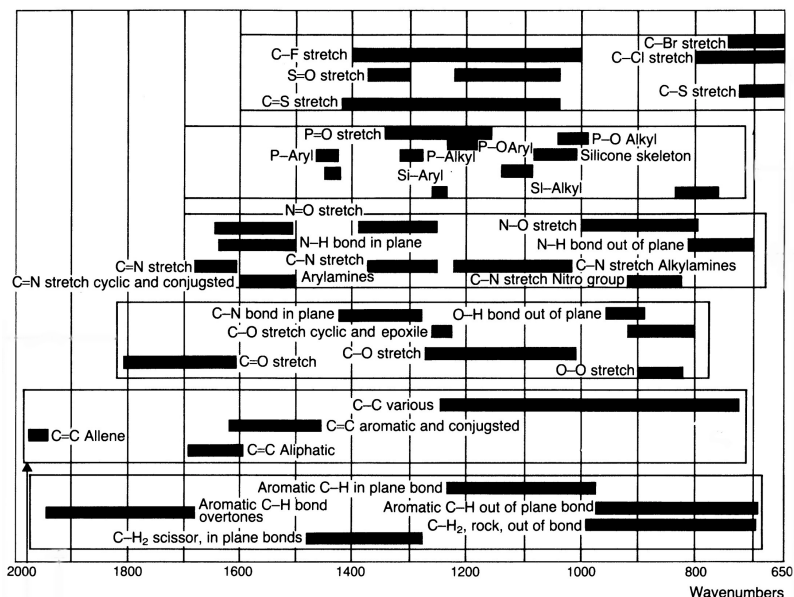 C–Br stretch
C–F stretch
C–Cl stretch
S=O stretch
C–S stretch
C=S stretch
P=O stretch
P–O Alkyl
P–OAryl
P–Aryl
P–Alkyl
Silicone skeleton
Si–Aryl
SI–Alkyl
N=O stretch
N–O stretch
N–H bond in plane
N–H bond out of plane
C=N stretch
C–N stretch
C–N stretch Alkylamines
C=N stretch cyclic and conjugsted
Arylamines
C–N stretch Nitro group
C–N bond in plane
O–H bond out of plane
C–O stretch cyclic and epoxile
C=O stretch
C–O stretch
O–O stretch
C–C various
C=C aromatic and conjugsted
C=C Allene
C=C Aliphatic
Aromatic C–H in plane bond
Aromatic C–H bond
overtones
Aromatic C–H out of plane bond
C–H₂, rock, out of bond
C–H₂ scissor, in plane bonds
2000 1800 1600 1400 1200 1000 800 650
Wavenumbers